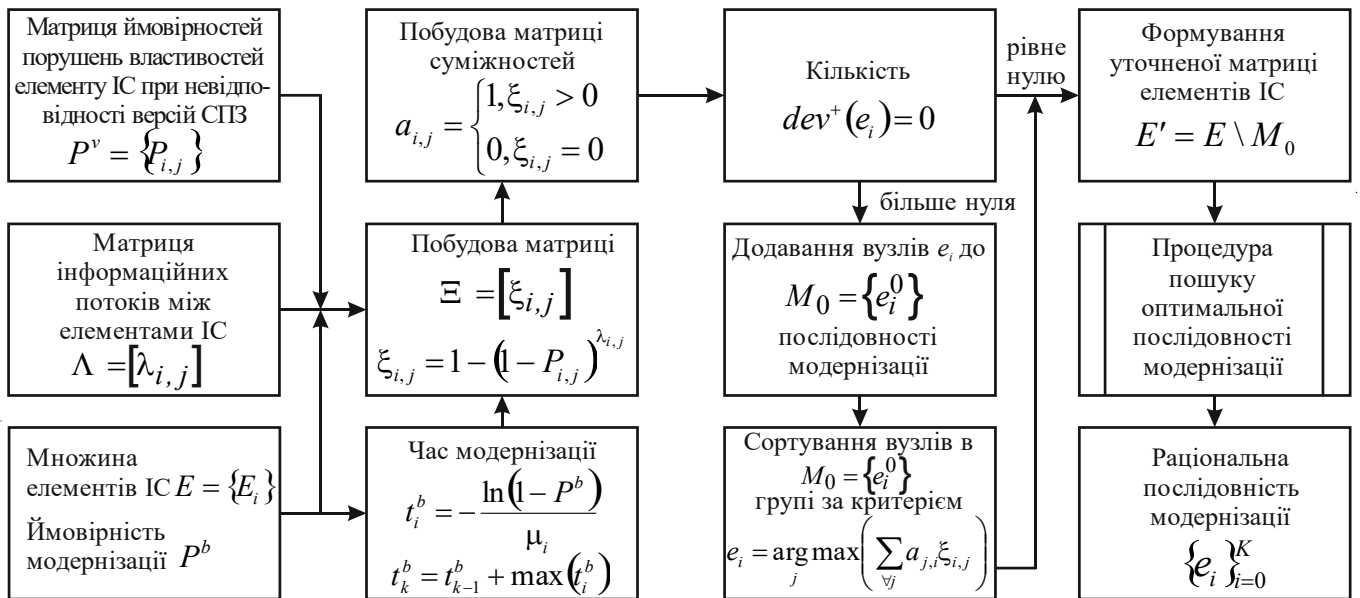 Матриця ймовірностей
порушень властивостей
елементу ІС при невідпо-
відності версій СПЗ
P^v = {P_{i,j}}
Матриця
інформаційних
потоків між
елементами ІС
Λ = [λ_{i,j}]
Множина
елементів ІС E = {E_i}
Ймовірність
модернізації P^b
Побудова матриці
суміжностей
a_{i,j} = {1, ξ_{i,j} > 0
0, ξ_{i,j} = 0
Побудова матриці
Ξ = [ξ_{i,j}]
ξ_{i,j} = 1 − (1 − P_{i,j})^{λ_{i,j}}
Час модернізації
t_i^b = − ln(1 − P^b) / μ_i
t_k^b = t_{k−1}^b + max(t_i^b)
Кількість
dev^+(e_i) = 0
рівне
нулю
більше нуля
Додавання вузлів e_i до
M_0 = {e_i^0}
послідовності
модернізації
Сортування вузлів в
M_0 = {e_i^0}
групі за критерієм
e_i = arg max_j (∑_{∀j} a_{j,i} ξ_{i,j})
Формування
уточненої матриці
елементів ІС
E′ = E \ M_0
Процедура
пошуку
оптимальної
послідовності
модернізації
Раціональна
послідовність
модернізації
{e_i}_{i=0}^K